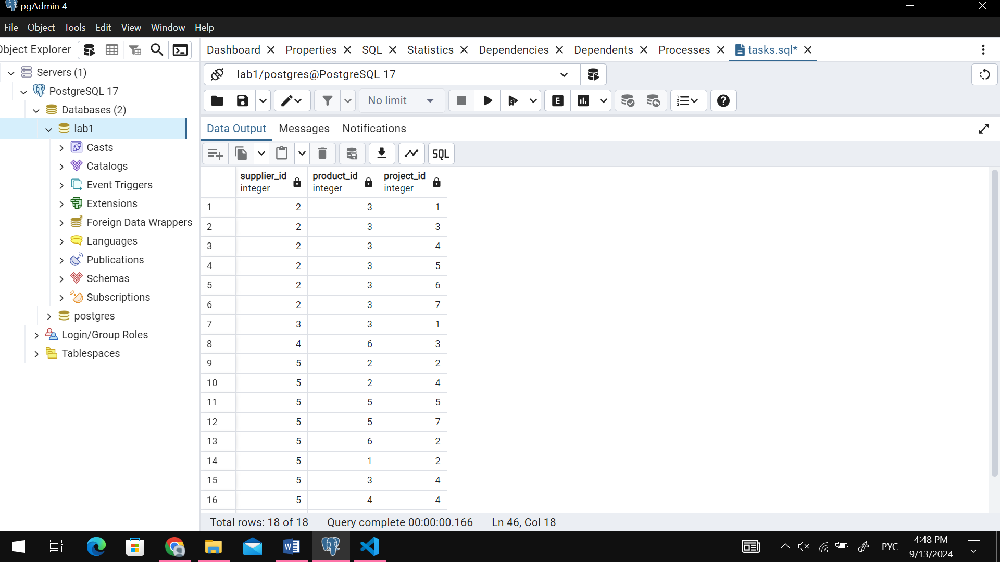 pgAdmin 4
File Object Tools Edit View Window Help
Object Explorer
Dashboard Properties SQL Statistics Dependencies Dependents Processes tasks.sql*
Servers (1)
PostgreSQL 17
Databases (2)
lab1
Casts
Catalogs
Event Triggers
Extensions
Foreign Data Wrappers
Languages
Publications
Schemas
Subscriptions
postgres
Login/Group Roles
Tablespaces
lab1/postgres@PostgreSQL 17
No limit
E
Data Output Messages Notifications
SQL
supplier_id product_id project_id
integer integer integer
1 2 3 1
2 2 3 3
3 2 3 4
4 2 3 5
5 2 3 6
6 2 3 7
7 3 3 1
8 4 6 3
9 5 2 2
10 5 2 4
11 5 5 5
12 5 5 7
13 5 6 2
14 5 1 2
15 5 3 4
16 5 4 4
Total rows: 18 of 18 Query complete 00:00:00.166 Ln 46, Col 18
РУС
4:48 PM
9/13/2024